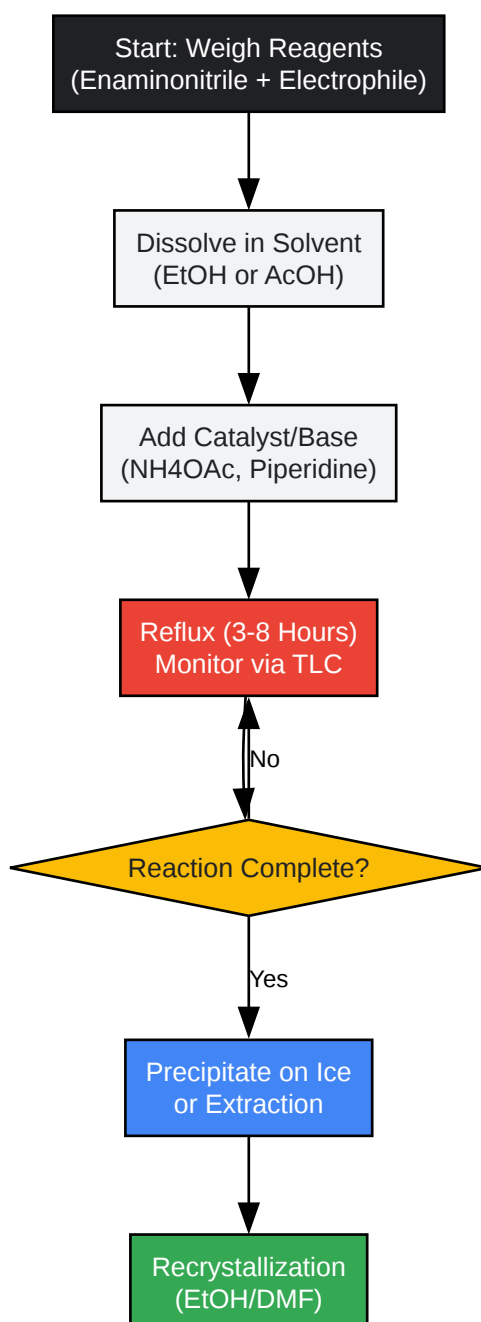 Start: Weigh Reagents
(Enaminonitrile + Electrophile)
Dissolve in Solvent
(EtOH or AcOH)
Add Catalyst/Base
(NH4OAc, Piperidine)
Reflux (3-8 Hours)
Monitor via TLC
No
Reaction Complete?
Yes
Precipitate on Ice
or Extraction
Recrystallization
(EtOH/DMF)